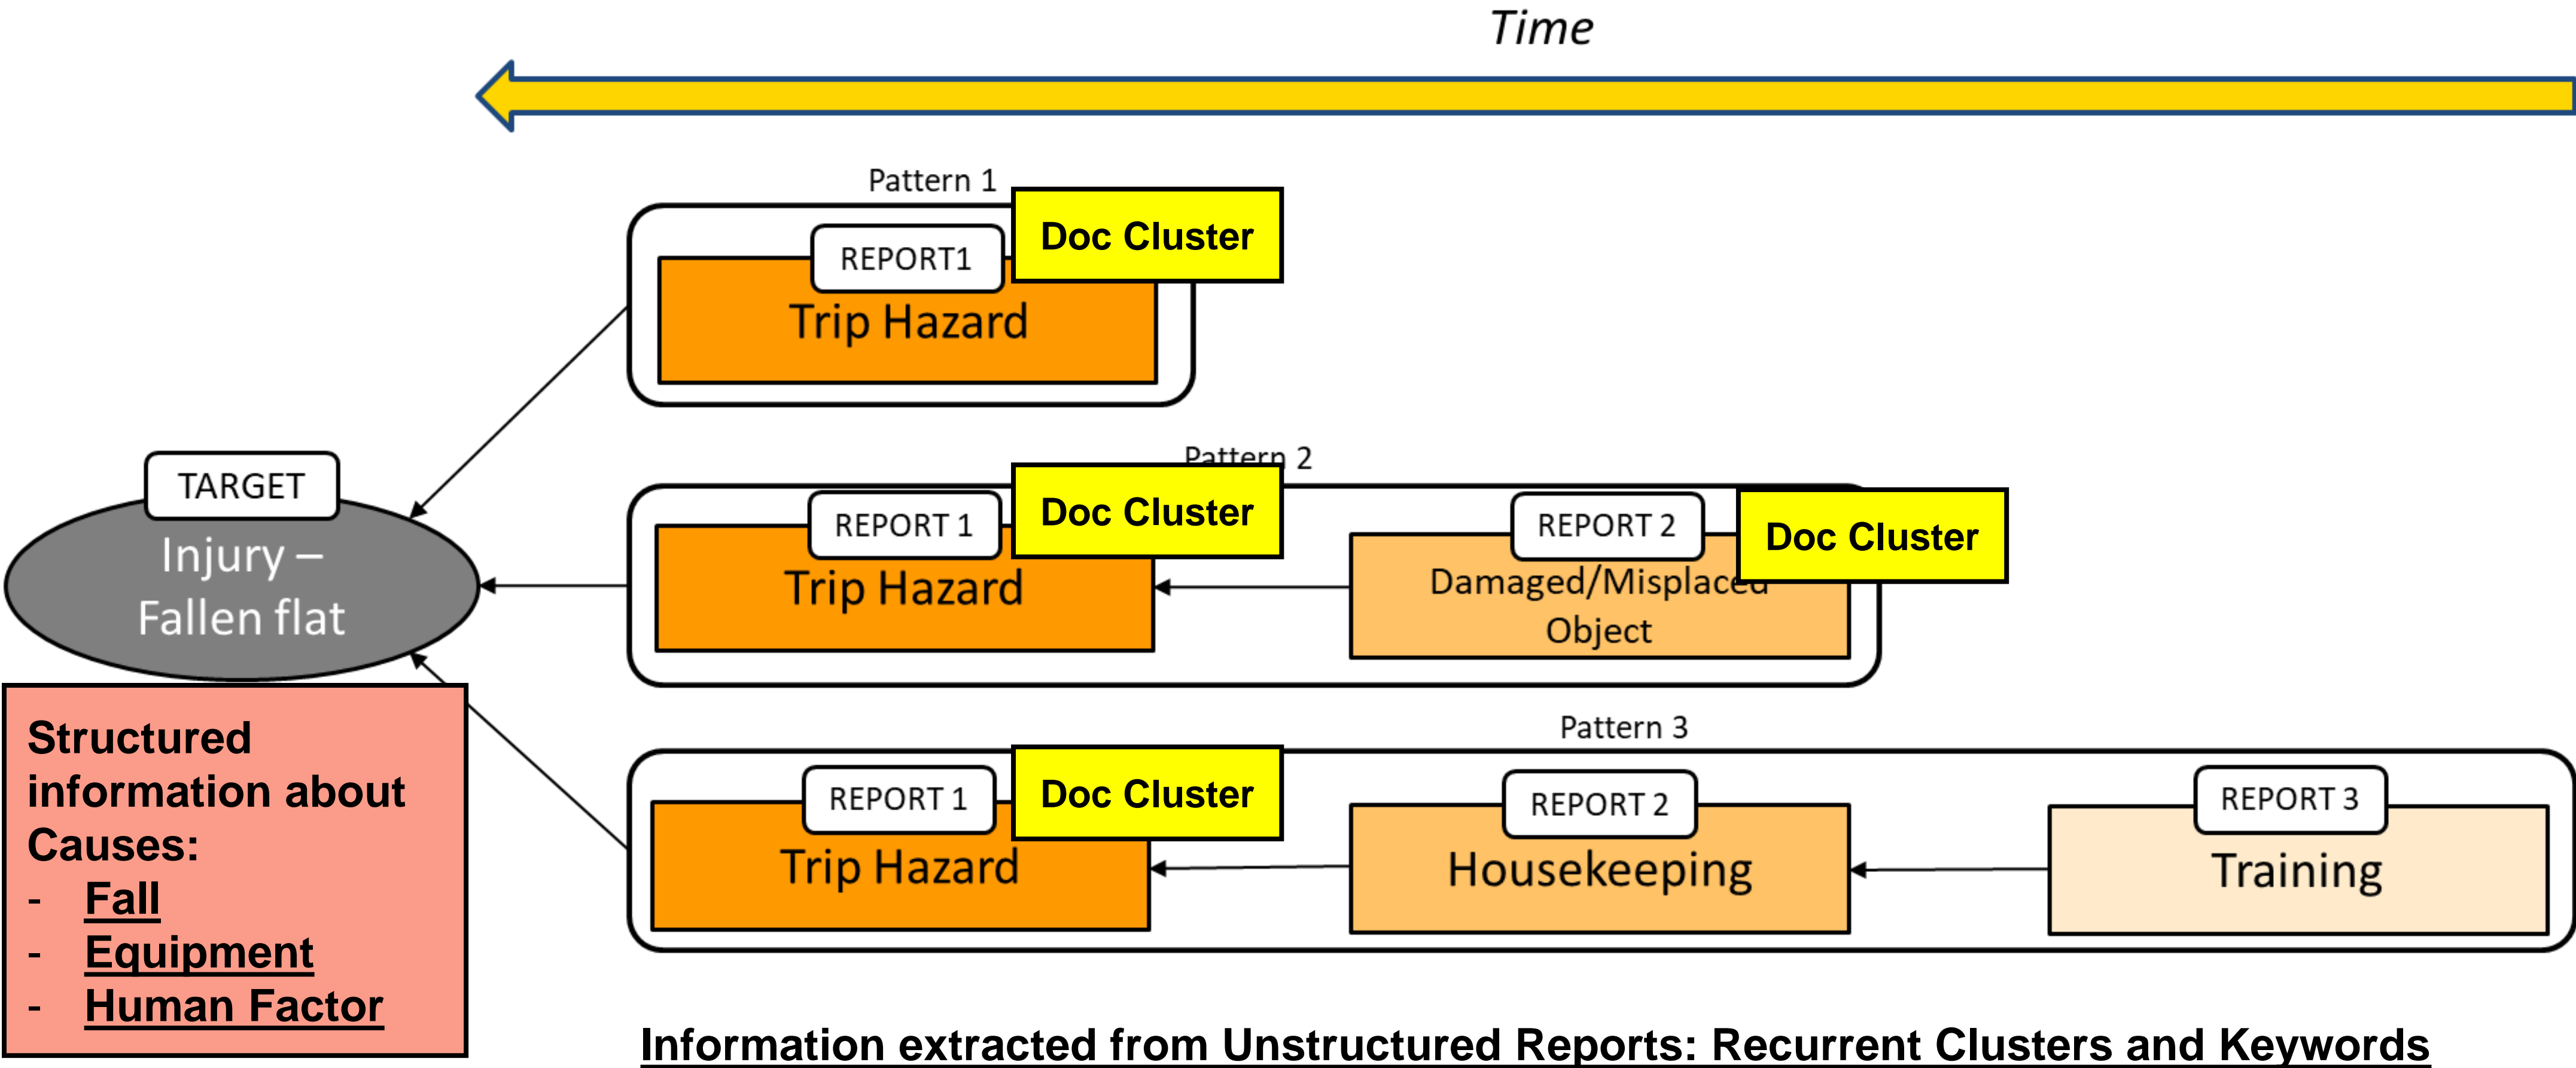 Time
Pattern 1
Doc Cluster
REPORT1
Trip Hazard
Pattern 2
TARGET
Injury –
Fallen flat
REPORT 1
Doc Cluster
Trip Hazard
REPORT 2
Doc Cluster
Damaged/Misplaced
Object
Structured
information about
Causes:
- Fall
- Equipment
- Human Factor
Pattern 3
REPORT 1
Doc Cluster
Trip Hazard
REPORT 2
Housekeeping
REPORT 3
Training
Information extracted from Unstructured Reports: Recurrent Clusters and Keywords